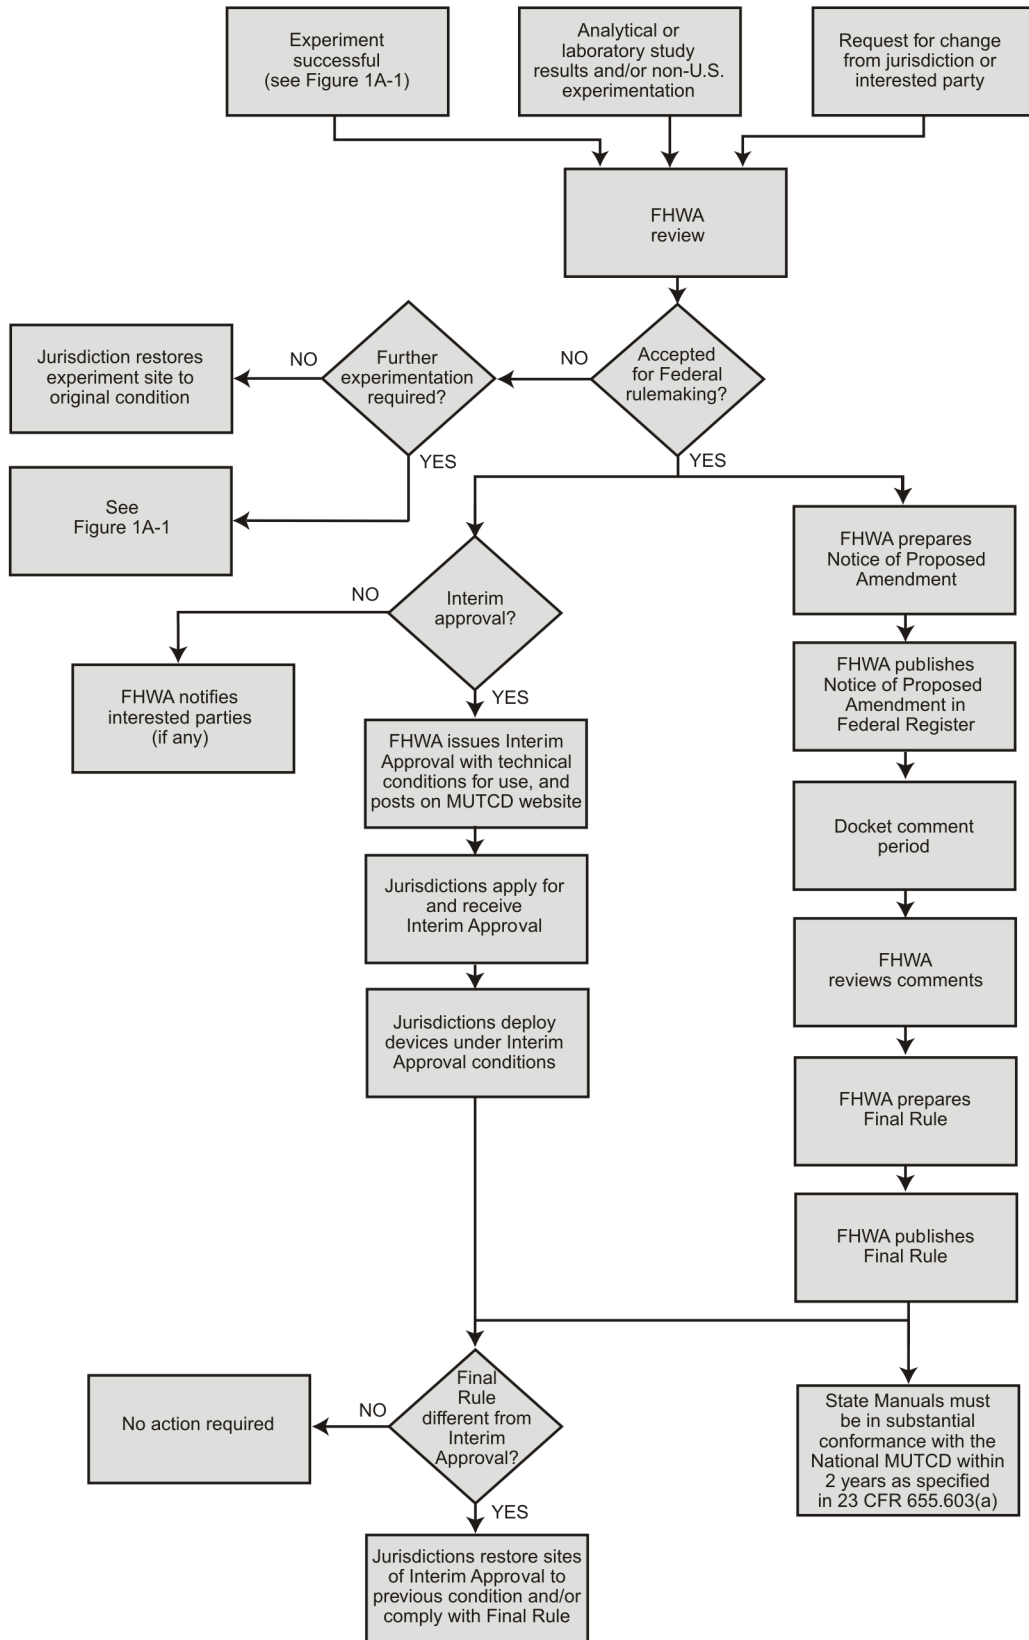 Experiment
successful
(see Figure 1A-1)
Analytical or
laboratory study
results and/or non-U.S.
experimentation
Request for change
from jurisdiction or
interested party
FHWA
review
Accepted
for Federal
rulemaking?
NO
YES
Further
experimentation
required?
NO
YES
Jurisdiction restores
experiment site to
original condition
See
Figure 1A-1
Interim
approval?
NO
YES
FHWA notifies
interested parties
(if any)
FHWA issues Interim
Approval with technical
conditions for use, and
posts on MUTCD website
Jurisdictions apply for
and receive
Interim Approval
Jurisdictions deploy
devices under Interim
Approval conditions
FHWA prepares
Notice of Proposed
Amendment
FHWA publishes
Notice of Proposed
Amendment in
Federal Register
Docket comment
period
FHWA
reviews comments
FHWA prepares
Final Rule
FHWA publishes
Final Rule
Final
Rule
different from
Interim
Approval?
NO
YES
No action required
State Manuals must
be in substantial
conformance with the
National MUTCD within
2 years as specified
in 23 CFR 655.603(a)
Jurisdictions restore sites
of Interim Approval to
previous condition and/or
comply with Final Rule